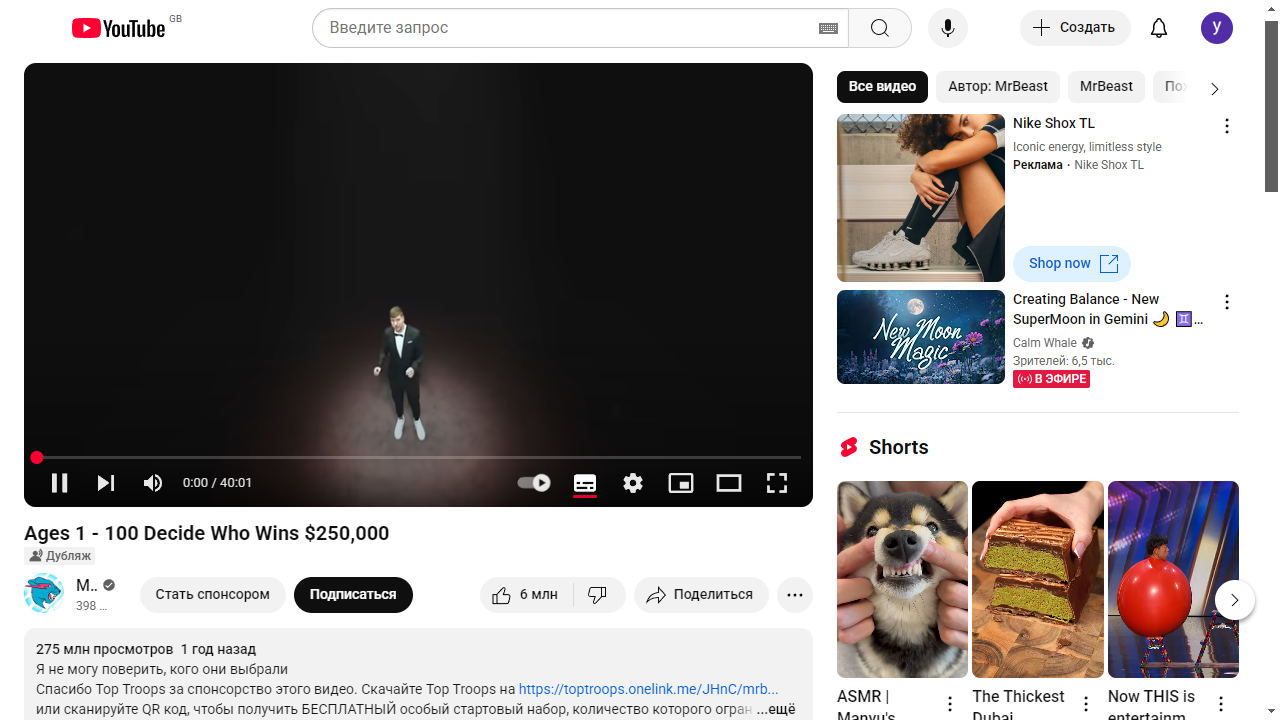 YouTube GB
Введите запрос
Создать
y
Все видео
Автор: MrBeast
MrBeast
Пох
Nike Shox TL
Iconic energy, limitless style
Реклама · Nike Shox TL
Shop now
New Moon
Magic
Creating Balance - New
SuperMoon in Gemini 🌙 ♊...
Calm Whale
Зрителей: 6,5 тыс.
В ЭФИРЕ
0:00 / 40:01
Ages 1 - 100 Decide Who Wins $250,000
Дубляж
M...
398 ...
Стать спонсором
Подписаться
6 млн
Поделиться
275 млн просмотров 1 год назад
Я не могу поверить, кого они выбрали
Спасибо Top Troops за спонсорство этого видео. Скачайте Top Troops на https://toptroops.onelink.me/JHnC/mrb...
или сканируйте QR код, чтобы получить БЕСПЛАТНЫЙ особый стартовый набор, количество которого огран ...ещё
Shorts
ASMR |
Manyu's
The Thickest
Dubai
Now THIS is
entertainm